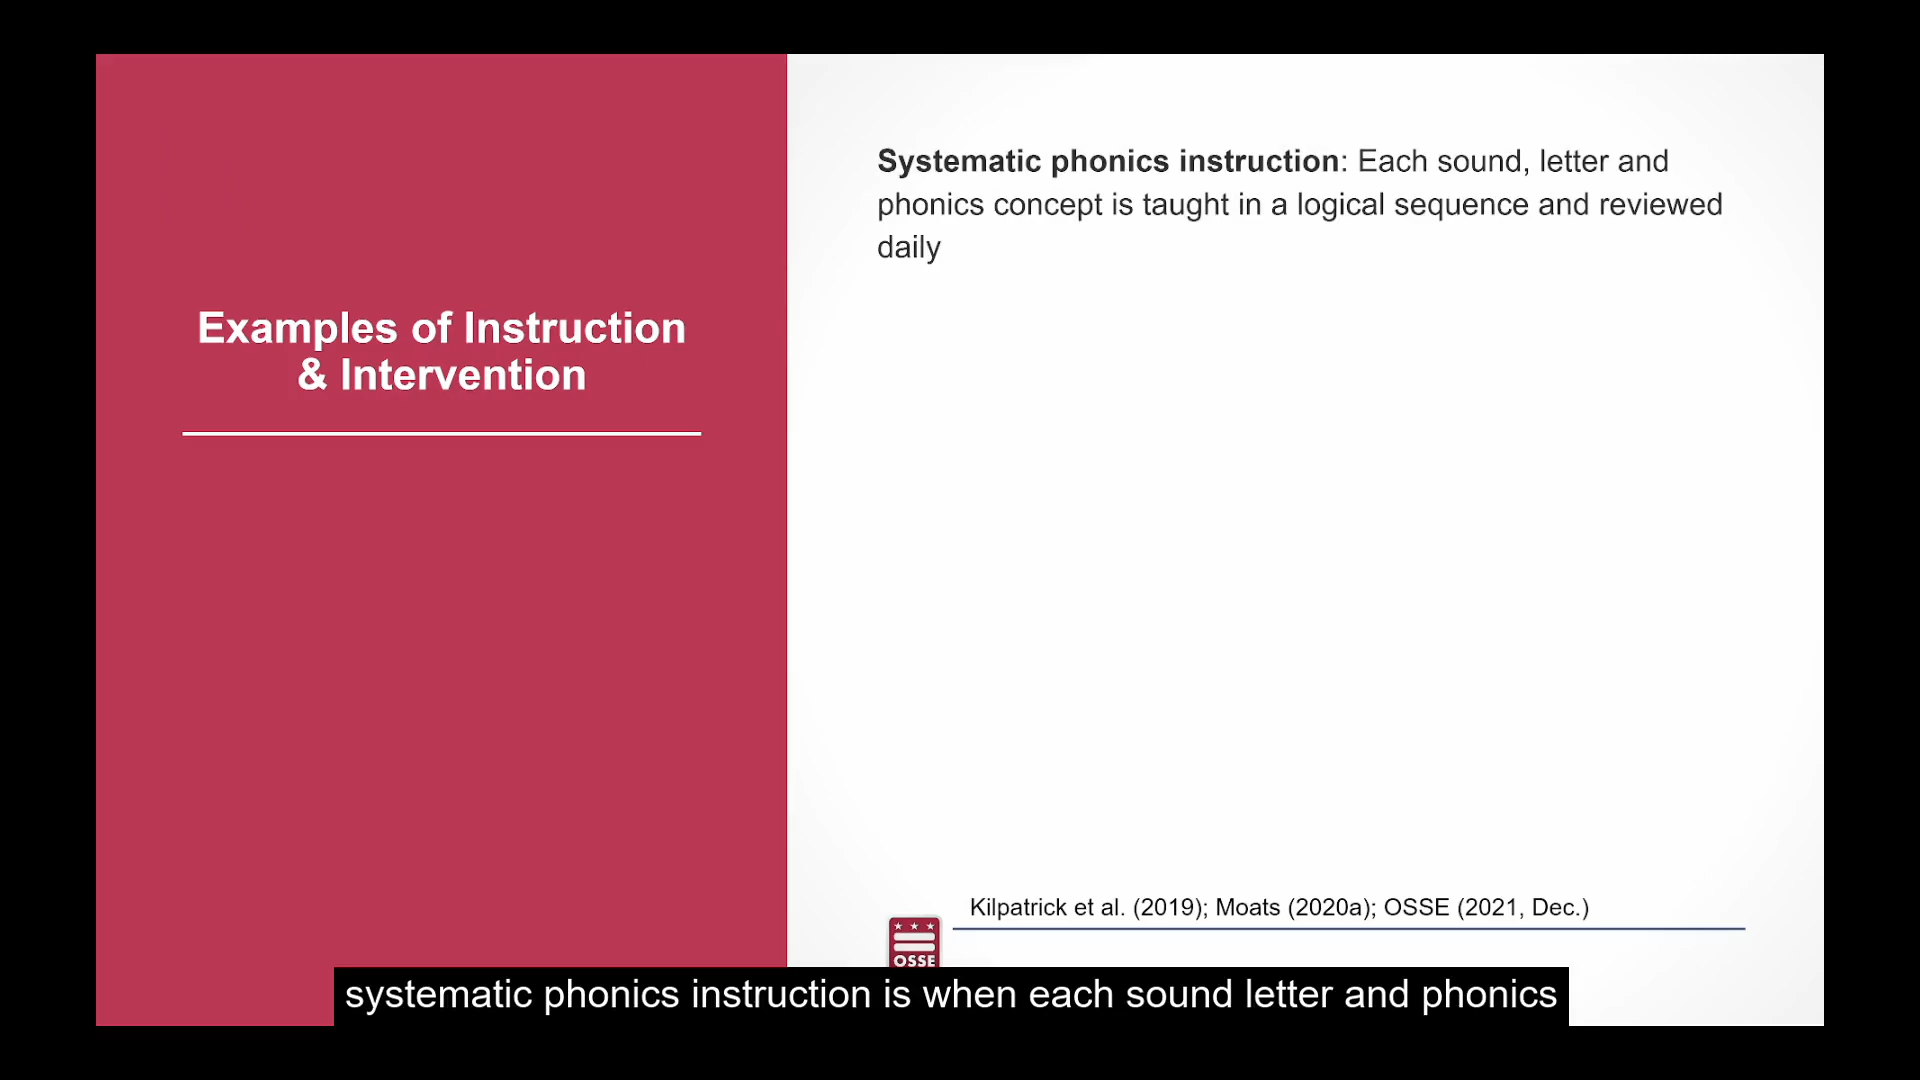 Examples of Instruction
& Intervention
Systematic phonics instruction: Each sound, letter and
phonics concept is taught in a logical sequence and reviewed
daily
Kilpatrick et al. (2019); Moats (2020a); OSSE (2021, Dec.)
OSSE
systematic phonics instruction is when each sound letter and phonics